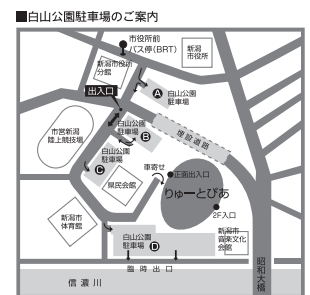 ■白山公園駐車場のご案内
市役所前
バス停(BRT)
新潟
市役所
新潟市役所
分館
A
白山公園
駐車場
出入口
白山公園
駐車場
B
埋設道路
市営新潟
陸上競技場
白山公園
駐車場
C
車寄せ
正面出入口
県民会館
りゅーとぴあ
2F入口
新潟市
体育館
白山公園
駐車場
D
新潟市
音楽文化
会館
臨時出口
昭和大橋
信濃川